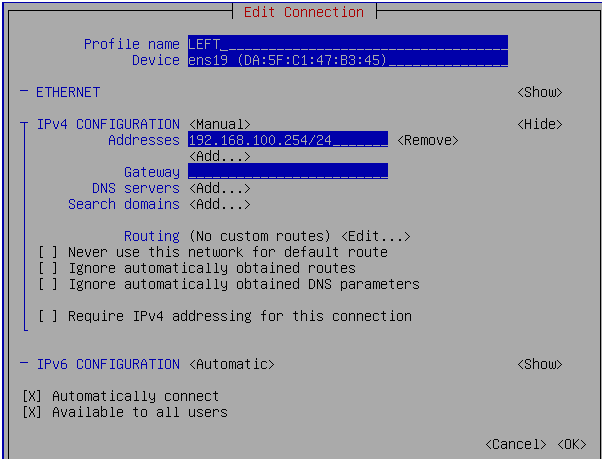 Edit Connection
Profile name LEFT_
Device ens19 (DA:5F:C1:47:B3:45)
ETHERNET <Show>
IPv4 CONFIGURATION <Manual> <Hide>
Addresses 192.168.100.254/24 <Remove>
<Add...>
Gateway
DNS servers <Add...>
Search domains <Add...>
Routing (No custom routes) <Edit...>
[ ] Never use this network for default route
[ ] Ignore automatically obtained routes
[ ] Ignore automatically obtained DNS parameters
[ ] Require IPv4 addressing for this connection
IPv6 CONFIGURATION <Automatic> <Show>
[X] Automatically connect
[X] Available to all users
<Cancel> <OK>